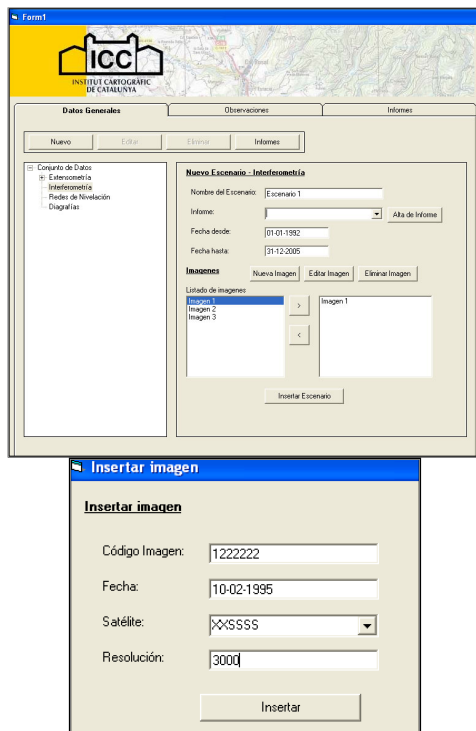 Form1
ICC
INSTITUT CARTOGRÀFIC
DE CATALUNYA
Datos Generales
Observaciones
Informes
Nuevo
Editar
Eliminar
Informes
Conjunto de Datos
Extensometría
Interferometría
Redes de Nivelación
Diagrafías
Nuevo Escenario - Interferometría
Nombre del Escenario: Escenario 1
Informe:
Alta de Informe
Fecha desde: 01-01-1992
Fecha hasta: 31-12-2005
Imagenes
Nueva Imagen
Editar Imagen
Eliminar Imagen
Listado de imagenes
Imagen 1
Imagen 2
Imagen 3
>
<
Imagen 1
Insertar Escenario
Insertar imagen
Insertar imagen
Código Imagen: 1222222
Fecha: 10-02-1995
Satélite: XXSSSS
Resolución: 3000
Insertar